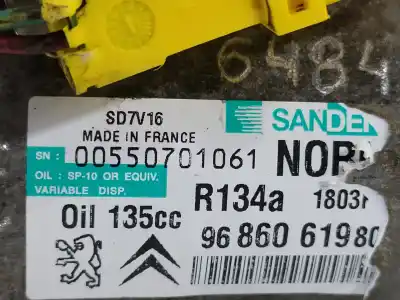 6484
SD7V16
MADE IN FRANCE
SANDEN
SN : 00550701061
OIL : SP-10 OR EQUIV.
VARIABLE DISP.
R134a
Oil 135cc
96 860 619 80